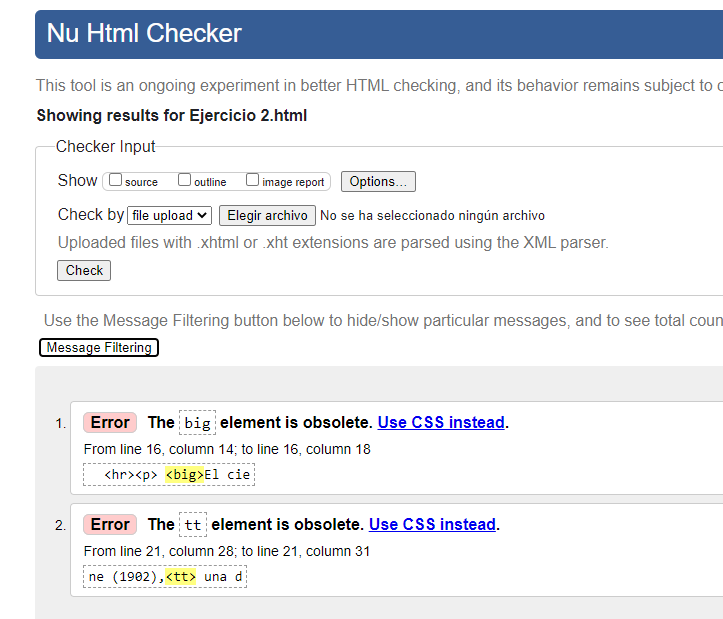 Nu Html Checker
This tool is an ongoing experiment in better HTML checking, and its behavior remains subject to
Showing results for Ejercicio 2.html
Checker Input
Show source outline image report Options...
Check by file upload Elegir archivo No se ha seleccionado ningún archivo
Uploaded files with .xhtml or .xht extensions are parsed using the XML parser.
Check
Use the Message Filtering button below to hide/show particular messages, and to see total coun
Message Filtering
1. Error The big element is obsolete. Use CSS instead.
From line 16, column 14; to line 16, column 18
<hr><p> <big>El cie
2. Error The tt element is obsolete. Use CSS instead.
From line 21, column 28; to line 21, column 31
ne (1902),<tt> una d